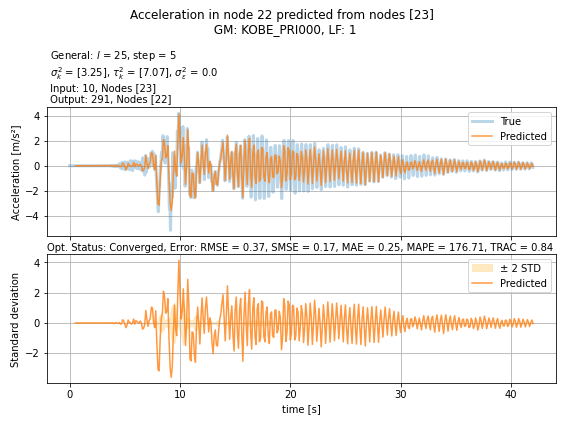 Acceleration in node 22 predicted from nodes [23]
GM: KOBE_PRI000, LF: 1
General: l = 25, step = 5
σ²ₖ = [3.25], τ²ₖ = [7.07], σ²ε = 0.0
Input: 10, Nodes [23]
Output: 291, Nodes [22]
Acceleration [m/s²]
4
2
0
−2
−4
True
Predicted
Opt. Status: Converged, Error: RMSE = 0.37, SMSE = 0.17, MAE = 0.25, MAPE = 176.71, TRAC = 0.84
Standard deviation
4
2
0
−2
± 2 STD
Predicted
0 10 20 30 40
time [s]